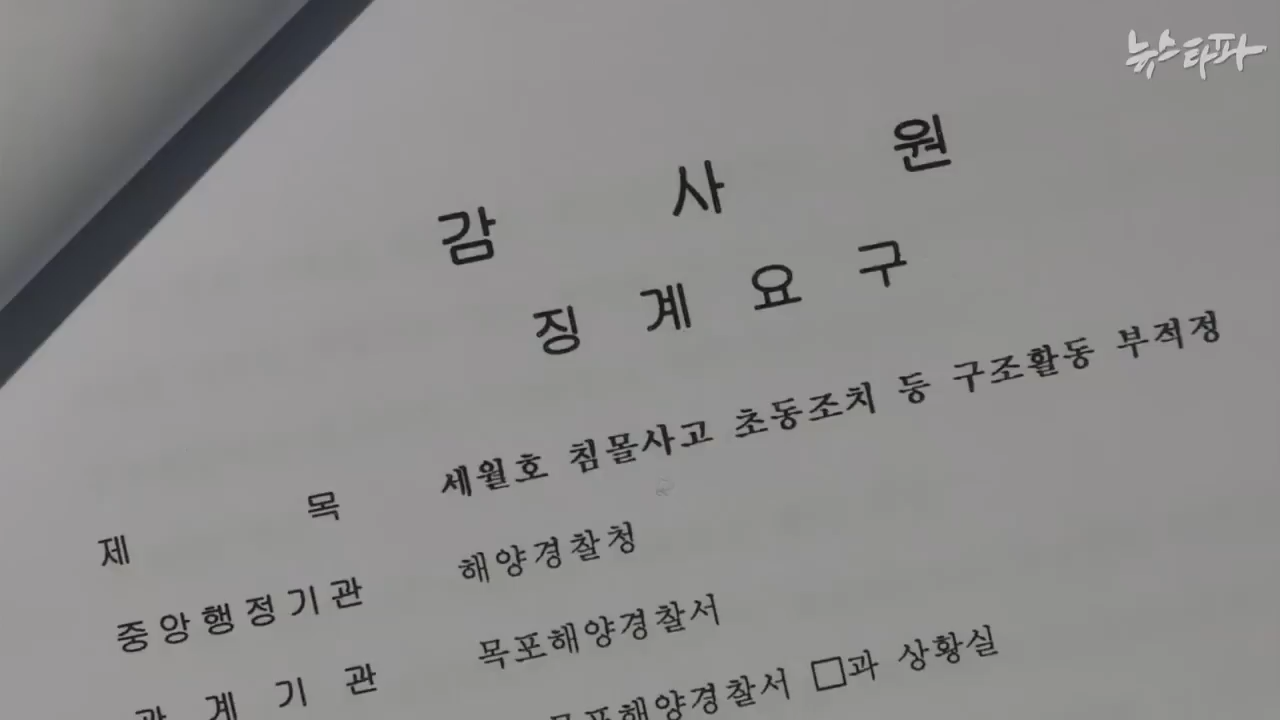 뉴스타파
감 사 원
징 계 요 구
제 목 세월호 침몰사고 초동조치 등 구조활동 부적정
중앙행정기관 해양경찰청
관 계 기 관 목포해양경찰서
목포해양경찰서 □과 상황실